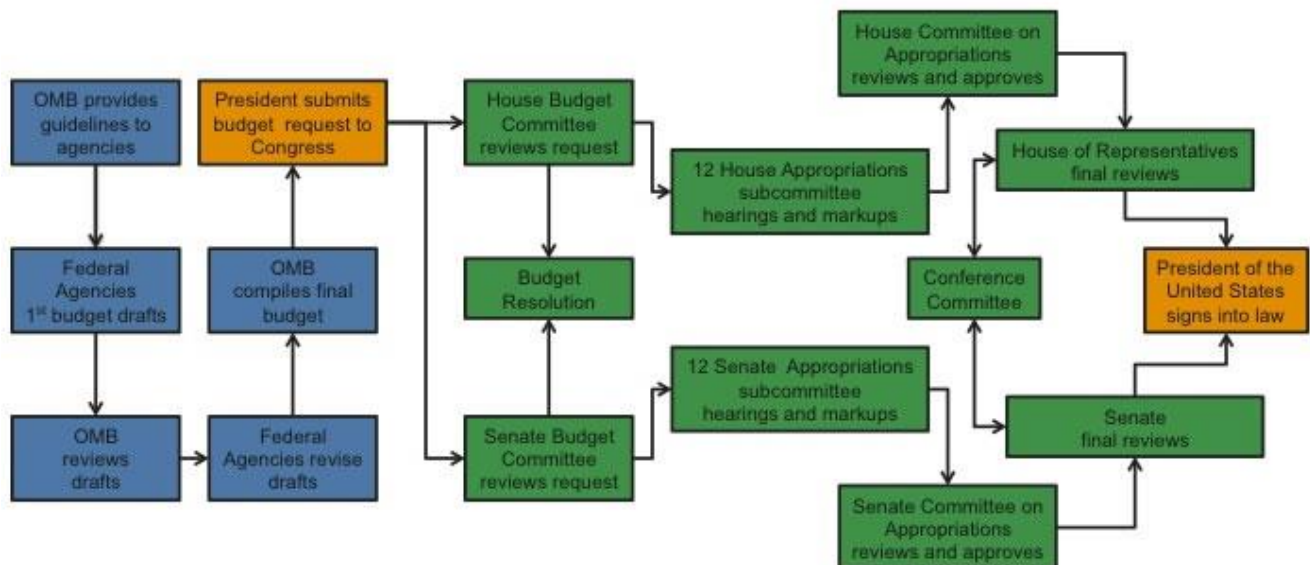 OMB provides
guidelines to
agencies
Federal
Agencies
1st budget drafts
OMB
reviews
drafts
Federal
Agencies revise
drafts
OMB
compiles final
budget
President submits
budget request to
Congress
House Budget
Committee
reviews request
Budget
Resolution
Senate Budget
Committee
reviews request
12 House Appropriations
subcommittee
hearings and markups
12 Senate Appropriations
subcommittee
hearings and markups
House Committee on
Appropriations
reviews and approves
Senate Committee on
Appropriations
reviews and approves
House of Representatives
final reviews
Conference
Committee
Senate
final reviews
President of the
United States
signs into law